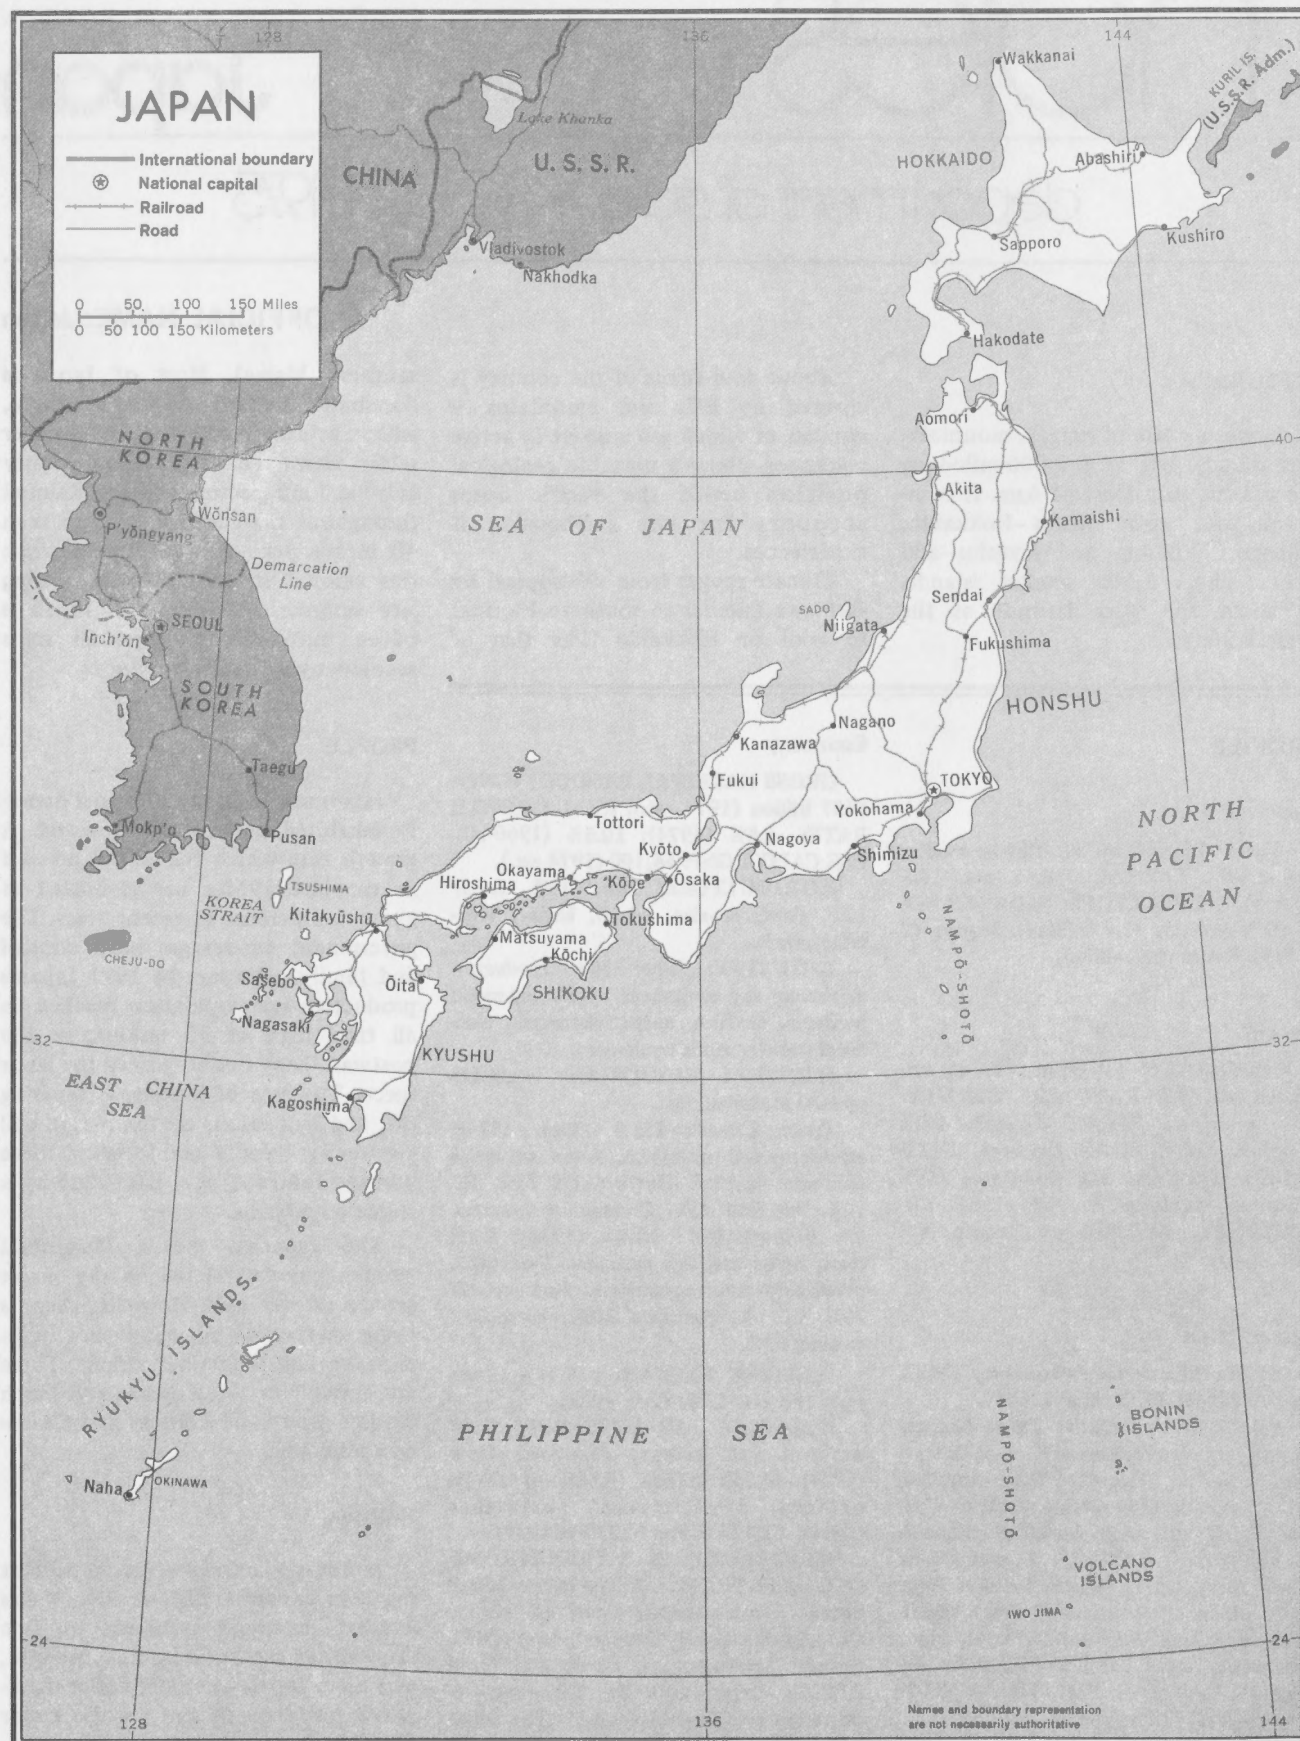 128
136
144
JAPAN
International boundary
National capital
Railroad
Road
0 50 100 150 Miles
0 50 100 150 Kilometers
Lake Khanka
CHINA
U. S. S. R.
Vladivostok
Nakhodka
Wakkanai
KURIL IS.
(U.S.S.R. Adm.)
HOKKAIDO
Abashiri
Sapporo
Kushiro
Hakodate
Aomori
40
NORTH
KOREA
Akita
P'yŏngyang
Wŏnsan
SEA OF JAPAN
Kamaishi
Demarcation
Line
Sendai
SADO
Niigata
SEOUL
Inch'ŏn
Fukushima
SOUTH
KOREA
HONSHU
Nagano
Kanazawa
Taegu
Fukui
TOKYO
Yokohama
NORTH
PACIFIC
OCEAN
Mokp'o
Pusan
Tottori
Kyōto
Nagoya
Shimizu
TSUSHIMA
Okayama
Hiroshima
Kōbe
Ōsaka
KOREA
STRAIT
Kitakyūshū
Tokushima
Matsuyama
Kōchi
NAMPŌ-SHOTŌ
CHEJU-DO
Sasebo
Ōita
SHIKOKU
Nagasaki
32
KYUSHU
32
EAST CHINA
SEA
Kagoshima
RYUKYU ISLANDS
PHILIPPINE SEA
NAMPŌ-SHOTŌ
BONIN
ISLANDS
Naha
OKINAWA
VOLCANO
ISLANDS
IWO JIMA
24
24
Names and boundary representation
are not necessarily authoritative
128
136
144